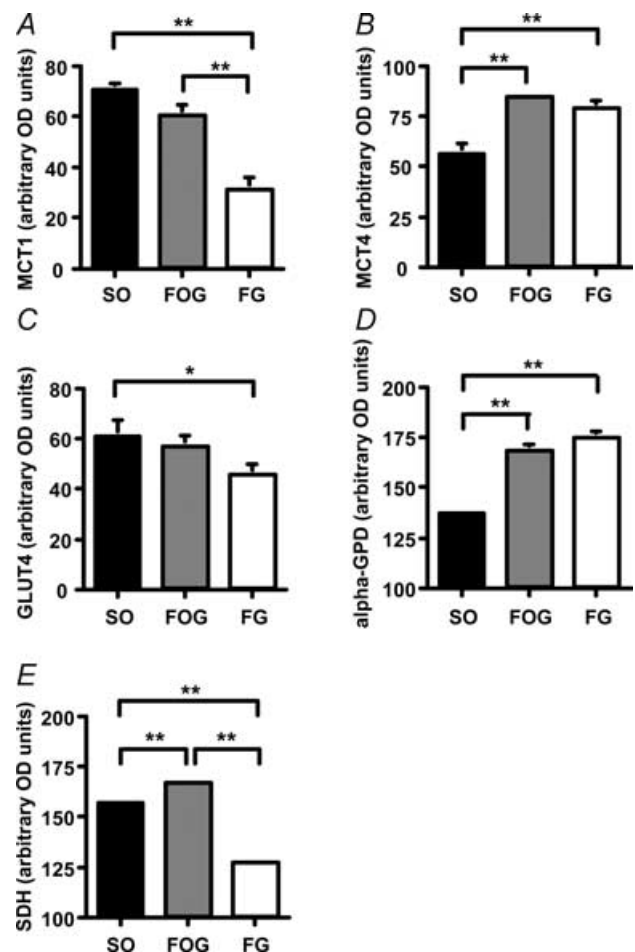 A
MCT1 (arbitrary OD units)
80
60
40
20
0
**
**
SO FOG FG
B
MCT4 (arbitrary OD units)
100
75
50
25
0
**
**
SO FOG FG
C
GLUT4 (arbitrary OD units)
80
60
40
20
0
*
SO FOG FG
D
alpha-GPD (arbitrary OD units)
200
175
150
125
100
**
**
SO FOG FG
E
SDH (arbitrary OD units)
200
175
150
125
100
**
** **
SO FOG FG